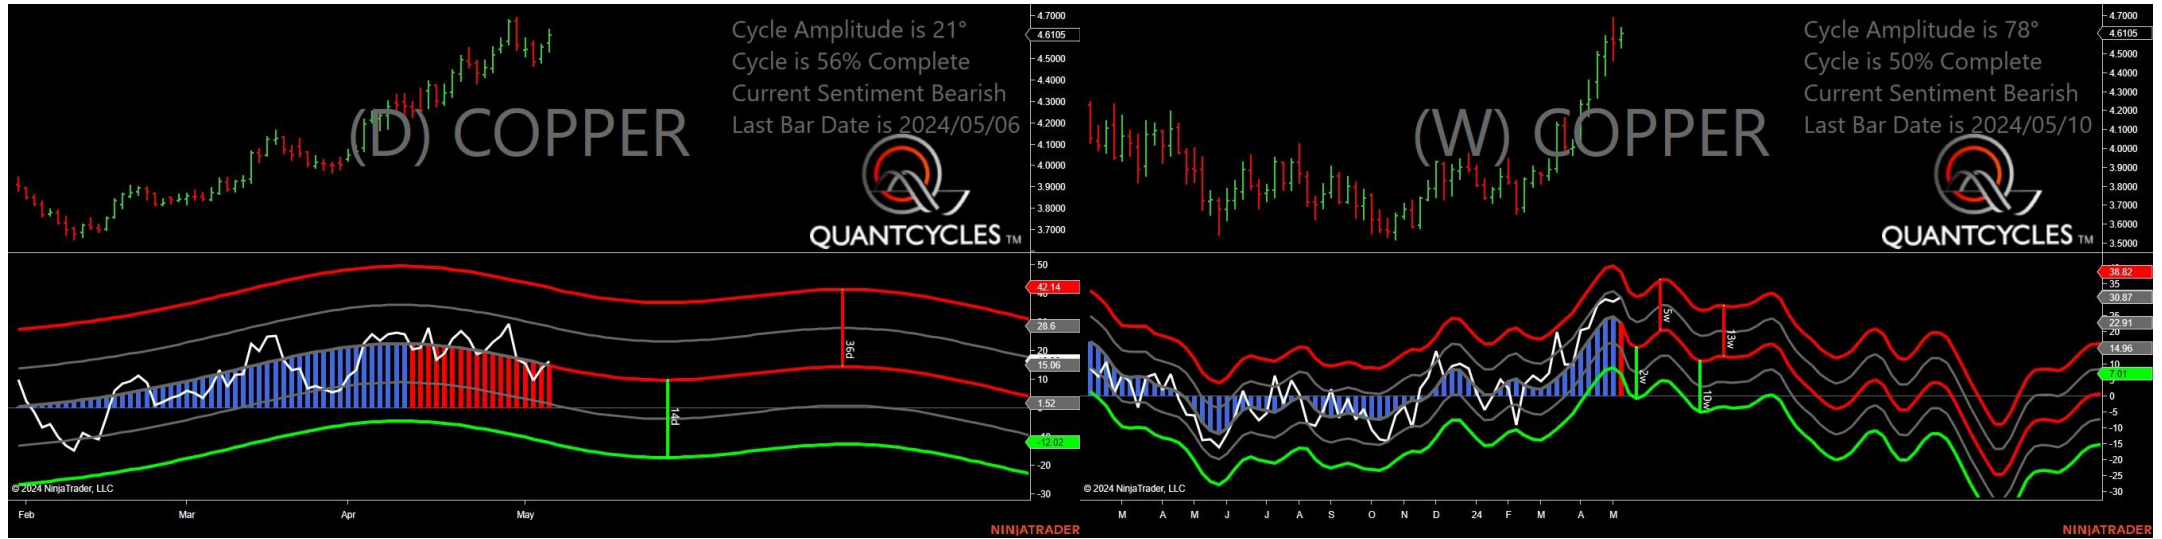 Cycle Amplitude is 21°
Cycle is 56% Complete
Current Sentiment Bearish
Last Bar Date is 2024/05/06
(D) COPPER
QUANTCYCLES TM
4.7000
4.6105
4.5000
4.4000
4.3000
4.2000
4.1000
4.0000
3.9000
3.8000
3.7000
50
42.14
28.6
20
15.06
10
1.52
-12.02
-20
-30
36d
14d
© 2024 NinjaTrader, LLC
Feb Mar Apr May
NINJATRADER
Cycle Amplitude is 78°
Cycle is 50% Complete
Current Sentiment Bearish
Last Bar Date is 2024/05/10
(W) COPPER
QUANTCYCLES TM
4.7000
4.6105
4.5000
4.4000
4.3000
4.2000
4.1000
4.0000
3.9000
3.8000
3.7000
3.6000
3.5000
38.82
35
30.87
22.91
20
14.96
10
7.01
0
-5
-10
-15
-20
-25
-30
5w
13w
2w
10w
© 2024 NinjaTrader, LLC
M A M J J A S O N D 24 F M A M
NINJATRADER